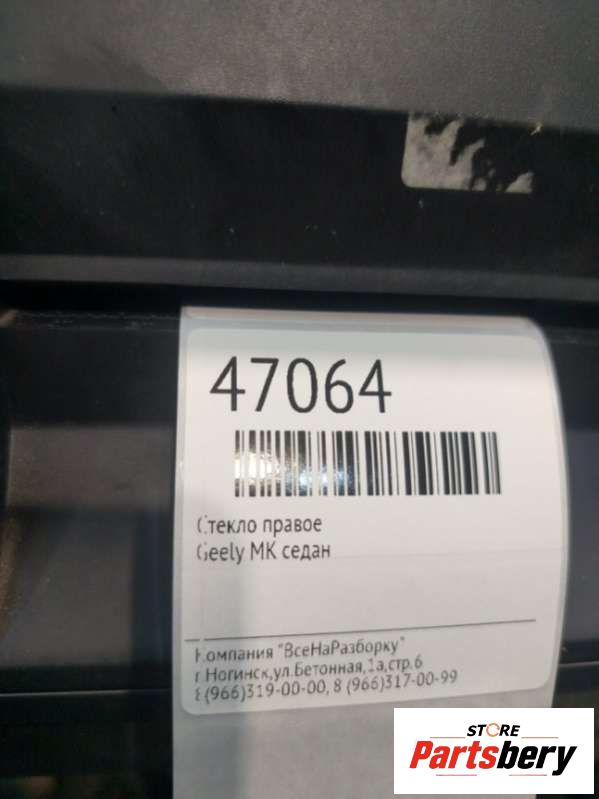 47064
Стекло правое
Geely МК седан
Компания "ВсеНаРазборку"
г.Ногинск,ул.Бетонная,1а,стр.6
8(966)319-00-00, 8 (966)317-00-99
STORE
Partsbery